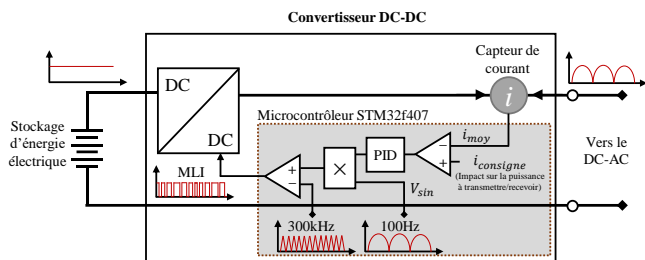 Convertisseur DC-DC
Capteur de
courant
DC
DC
i
Stockage
d'énergie
électrique
Microcontrôleur STM32f407
i_moy
PID
×
−
+
i_consigne
(Impact sur la puissance
à transmettre/recevoir)
Vers le
DC-AC
MLI
+
−
V_sin
300kHz
100Hz